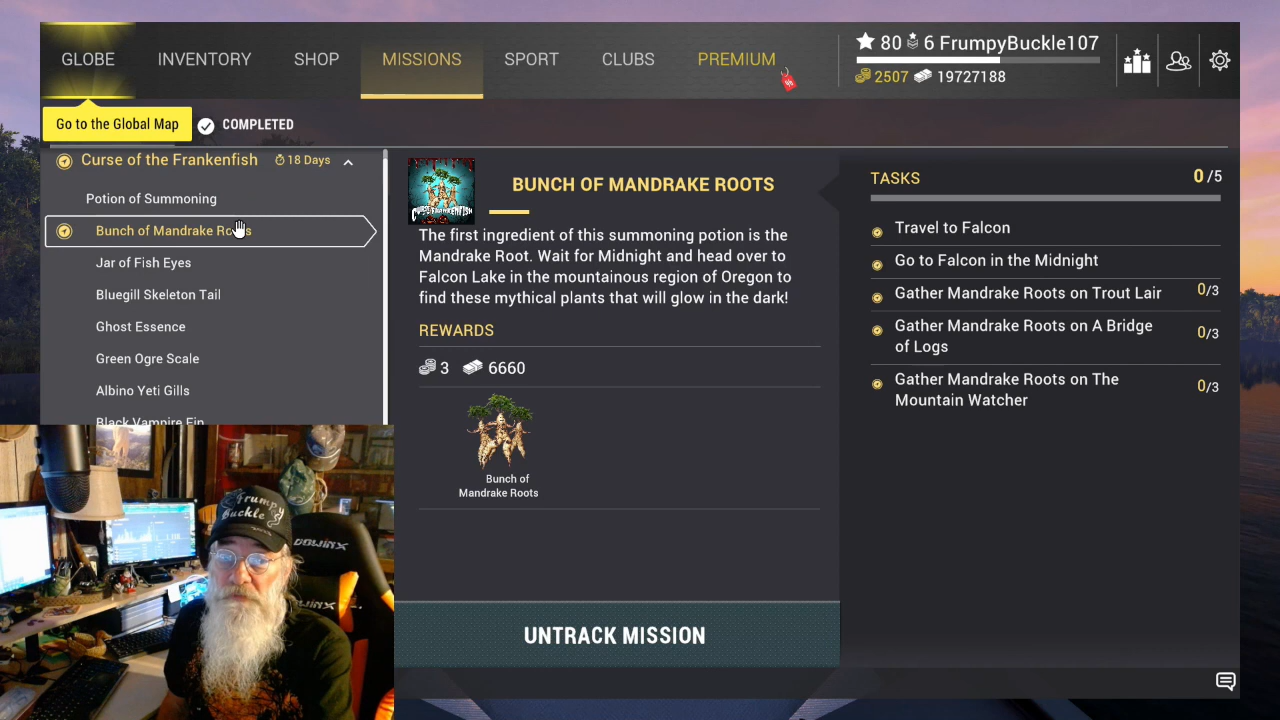 GLOBE
INVENTORY
SHOP
MISSIONS
SPORT
CLUBS
PREMIUM
80 6 FrumpyBuckle107
2507 19727188
Go to the Global Map
COMPLETED
Curse of the Frankenfish 18 Days
Potion of Summoning
Bunch of Mandrake Roots
Jar of Fish Eyes
Bluegill Skeleton Tail
Ghost Essence
Green Ogre Scale
Albino Yeti Gills
Black Vampire Fin
CURSE FRANKENFISH
BUNCH OF MANDRAKE ROOTS
The first ingredient of this summoning potion is the
Mandrake Root. Wait for Midnight and head over to
Falcon Lake in the mountainous region of Oregon to
find these mythical plants that will glow in the dark!
REWARDS
3 6660
Bunch of
Mandrake Roots
UNTRACK MISSION
TASKS 0/5
Travel to Falcon
Go to Falcon in the Midnight
Gather Mandrake Roots on Trout Lair 0/3
Gather Mandrake Roots on A Bridge
of Logs 0/3
Gather Mandrake Roots on The
Mountain Watcher 0/3
Frumpy
Buckle
DOWINX